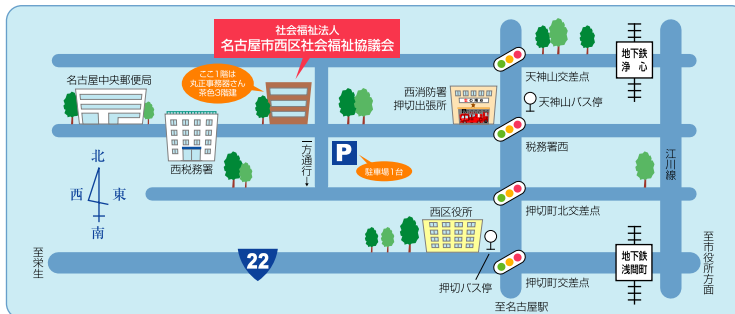 社会福祉法人
名古屋市西区社会福祉協議会
地下鉄
浄心
名古屋中央郵便局
ここ1階は
丸正事務器さん
茶色3階建
西消防署
押切出張所
天神山交差点
天神山バス停
西税務署
一方通行→
P
駐車場1台
税務署西
江川線
北
西 東
南
西区役所
押切町北交差点
至栄生
22
押切バス停
押切町交差点
地下鉄
浅間町
至市役所方面
至名古屋駅